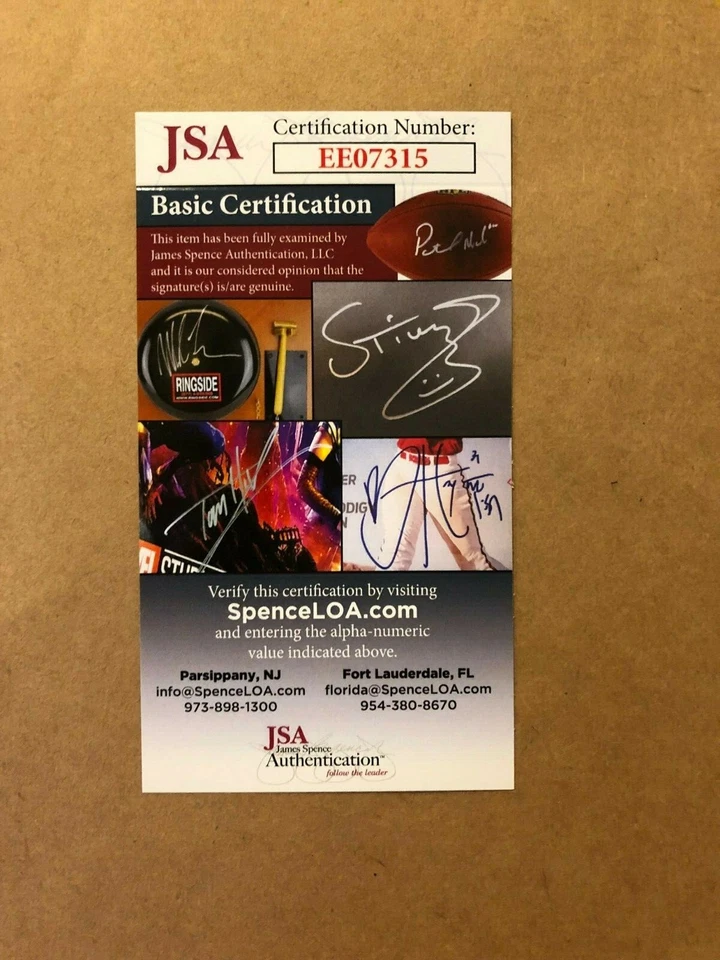 JSA
Certification Number:
EE07315
Basic Certification
This item has been fully examined by
James Spence Authentication, LLC
and it is our considered opinion that the
signature(s) is/are genuine.
RINGSIDE
Verify this certification by visiting
SpenceLOA.com
and entering the alpha-numeric
value indicated above.
Parsippany, NJ
info@SpenceLOA.com
973-898-1300
Fort Lauderdale, FL
florida@SpenceLOA.com
954-380-8670
JSA
James Spence
Authentication™
follow the leader